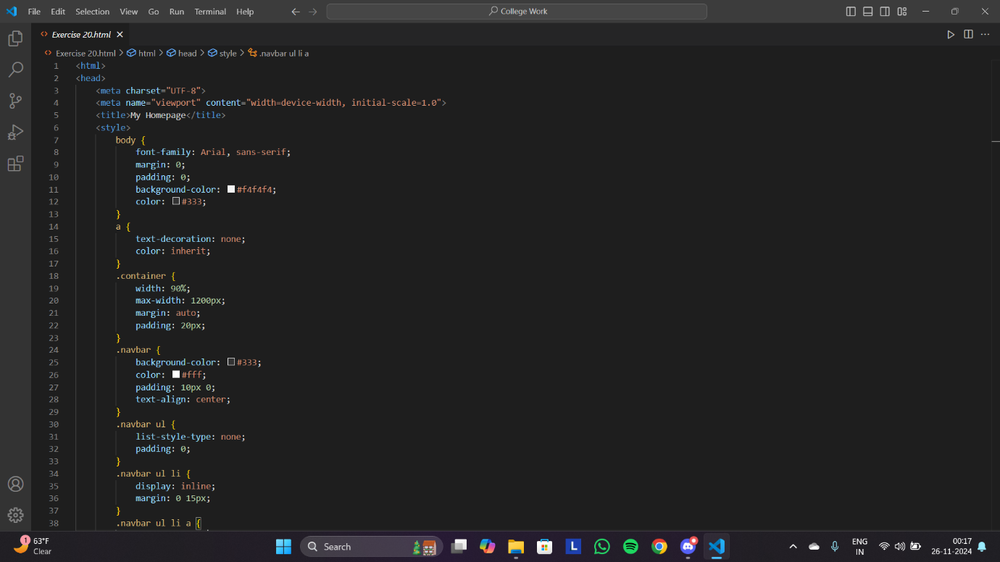 File Edit Selection View Go Run Terminal Help College Work
Exercise 20.html
Exercise 20.html > html > head > style > .navbar ul li a
1 <html>
2 <head>
3 <meta charset="UTF-8">
4 <meta name="viewport" content="width=device-width, initial-scale=1.0">
5 <title>My Homepage</title>
6 <style>
7 body {
8 font-family: Arial, sans-serif;
9 margin: 0;
10 padding: 0;
11 background-color: #f4f4f4;
12 color: #333;
13 }
14 a {
15 text-decoration: none;
16 color: inherit;
17 }
18 .container {
19 width: 90%;
20 max-width: 1200px;
21 margin: auto;
22 padding: 20px;
23 }
24 .navbar {
25 background-color: #333;
26 color: #fff;
27 padding: 10px 0;
28 text-align: center;
29 }
30 .navbar ul {
31 list-style-type: none;
32 padding: 0;
33 }
34 .navbar ul li {
35 display: inline;
36 margin: 0 15px;
37 }
38 .navbar ul li a {
1 63°F
Clear
Search
L
ENG
IN
00:17
26-11-2024